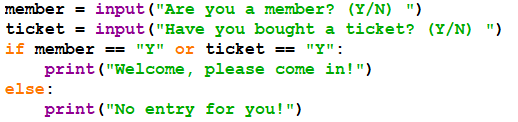 member = input("Are you a member? (Y/N) ")
ticket = input("Have you bought a ticket? (Y/N) ")
if member == "Y" or ticket == "Y":
    print("Welcome, please come in!")
else:
    print("No entry for you!")